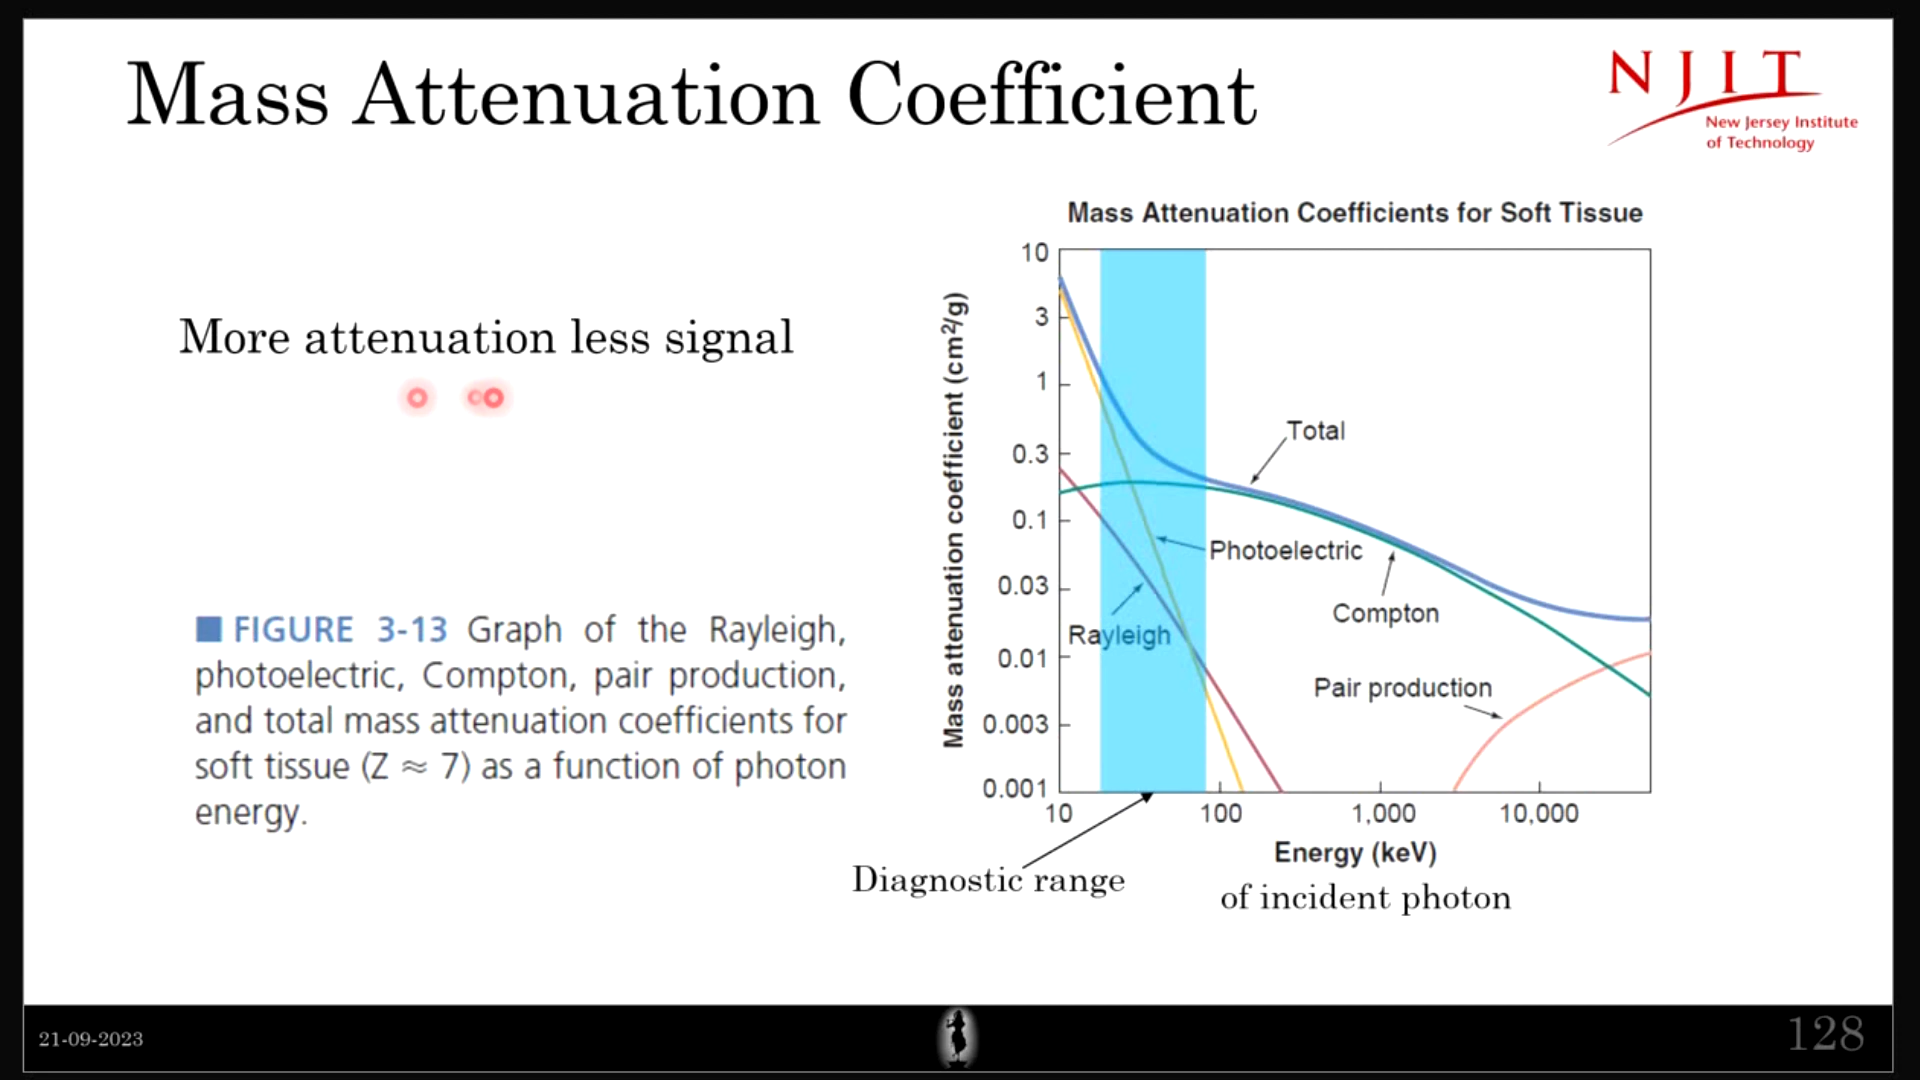 Mass Attenuation Coefficient
NJIT
New Jersey Institute
of Technology
More attenuation less signal
■ FIGURE 3-13 Graph of the Rayleigh,
photoelectric, Compton, pair production,
and total mass attenuation coefficients for
soft tissue (Z ≈ 7) as a function of photon
energy.
Mass Attenuation Coefficients for Soft Tissue
Mass attenuation coefficient (cm²/g)
10
3
1
0.3
0.1
0.03
0.01
0.003
0.001
Total
Photoelectric
Compton
Rayleigh
Pair production
10
100
1,000
10,000
Energy (keV)
Diagnostic range
of incident photon
21-09-2023
128